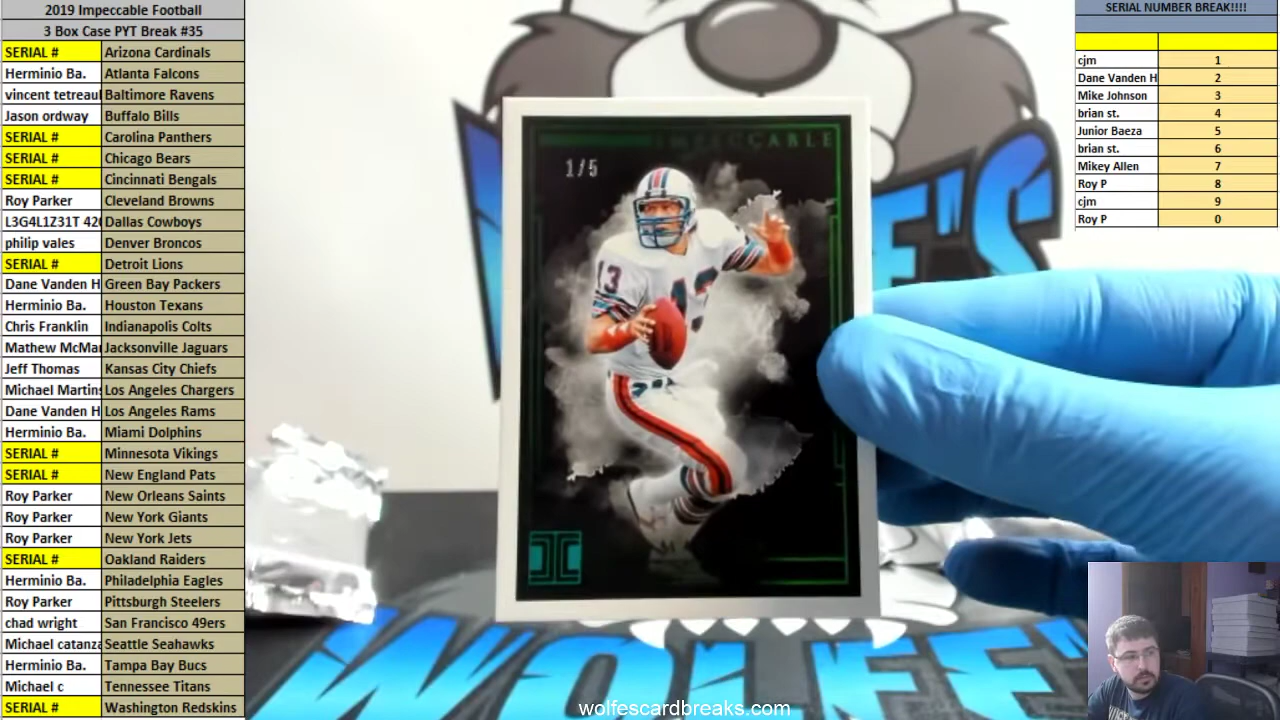 2019 Impeccable Football
3 Box Case PYT Break #35
SERIAL # Arizona Cardinals
Herminio Ba. Atlanta Falcons
vincent tetreaul Baltimore Ravens
Jason ordway Buffalo Bills
SERIAL # Carolina Panthers
SERIAL # Chicago Bears
SERIAL # Cincinnati Bengals
Roy Parker Cleveland Browns
L3G4L1Z31T 420 Dallas Cowboys
philip vales Denver Broncos
SERIAL # Detroit Lions
Dane Vanden H Green Bay Packers
Herminio Ba. Houston Texans
Chris Franklin Indianapolis Colts
Mathew McMar Jacksonville Jaguars
Jeff Thomas Kansas City Chiefs
Michael Martins Los Angeles Chargers
Dane Vanden H Los Angeles Rams
Herminio Ba. Miami Dolphins
SERIAL # Minnesota Vikings
SERIAL # New England Pats
Roy Parker New Orleans Saints
Roy Parker New York Giants
Roy Parker New York Jets
SERIAL # Oakland Raiders
Herminio Ba. Philadelphia Eagles
Roy Parker Pittsburgh Steelers
chad wright San Francisco 49ers
Michael catanza Seattle Seahawks
Herminio Ba. Tampa Bay Bucs
Michael c Tennessee Titans
SERIAL # Washington Redskins
IMPECCABLE
1/5
13
13
WOLFE'S
WOLFE'
wolfescardbreaks.com
SERIAL NUMBER BREAK!!!!
cjm 1
Dane Vanden H 2
Mike Johnson 3
brian st. 4
Junior Baeza 5
brian st. 6
Mikey Allen 7
Roy P 8
cjm 9
Roy P 0